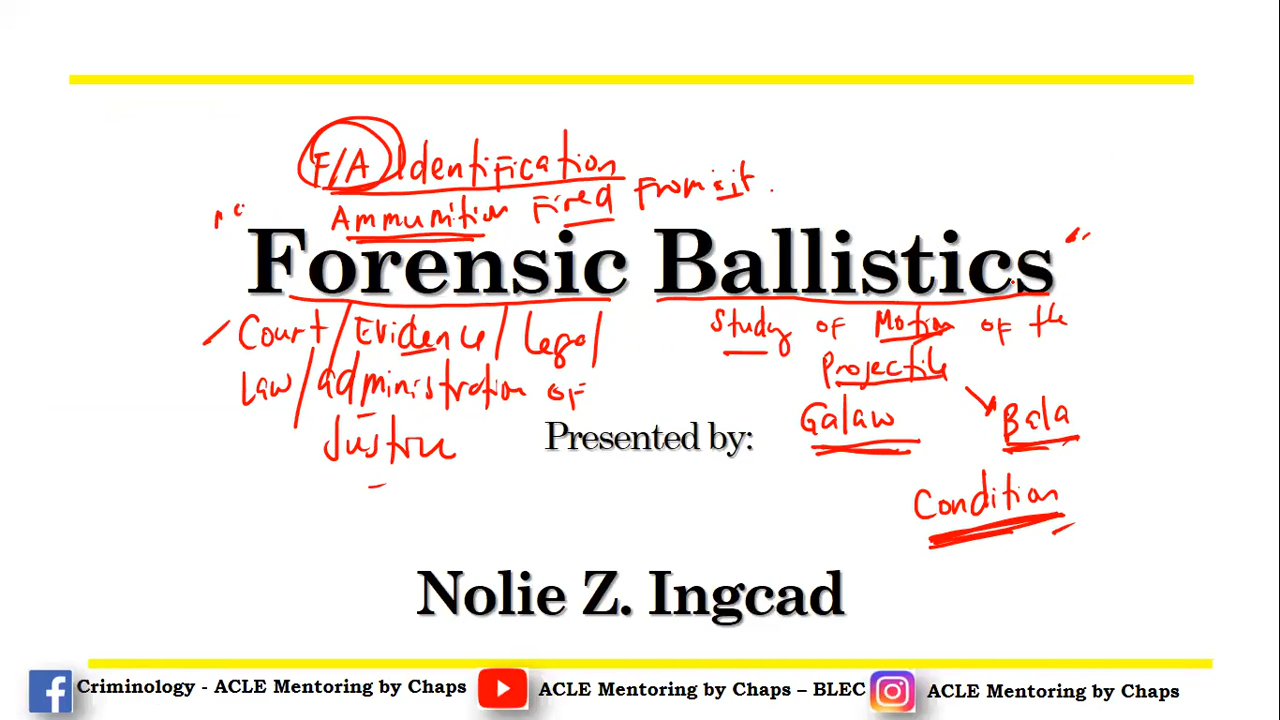 F/A Identification
Ammunition Fired From it.
Forensic Ballistics
Court / Evidence / Legal /
Law / administration of
Justice
Study of Motion of the
Projectile
Galaw
Bala
Condition
Presented by:
Nolie Z. Ingcad
Criminology - ACLE Mentoring by Chaps
ACLE Mentoring by Chaps – BLEC
ACLE Mentoring by Chaps